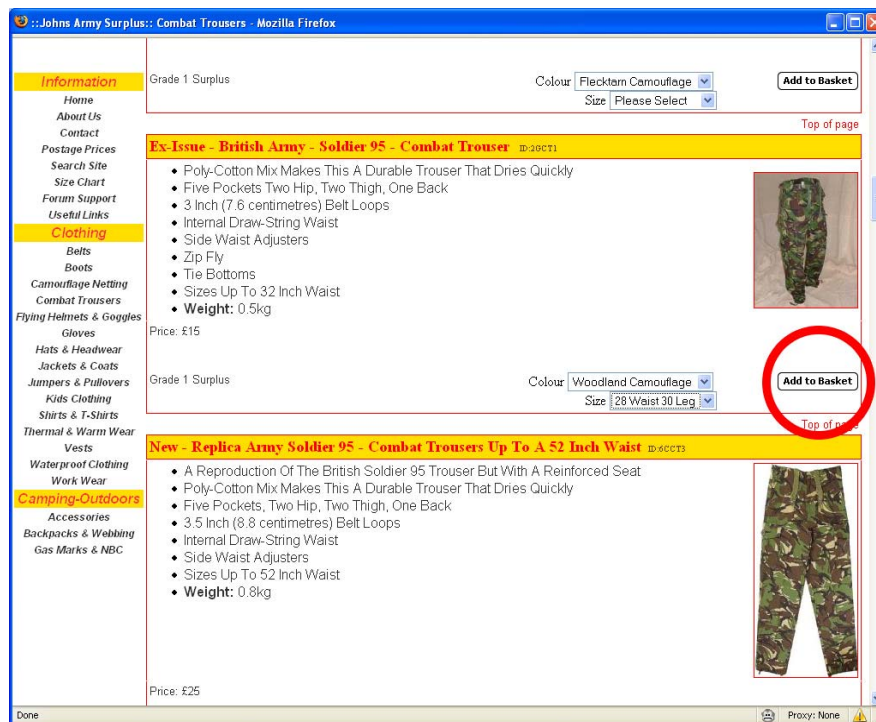 ::Johns Army Surplus:: Combat Trousers - Mozilla Firefox
Information
Home
About Us
Contact
Postage Prices
Search Site
Size Chart
Forum Support
Useful Links
Clothing
Belts
Boots
Camouflage Netting
Combat Trousers
Flying Helmets & Goggles
Gloves
Hats & Headwear
Jackets & Coats
Jumpers & Pullovers
Kids Clothing
Shirts & T-Shirts
Thermal & Warm Wear
Vests
Waterproof Clothing
Work Wear
Camping-Outdoors
Accessories
Backpacks & Webbing
Gas Marks & NBC
Grade 1 Surplus
Colour Flecktarn Camouflage
Size Please Select
Add to Basket
Top of page
Ex-Issue - British Army - Soldier 95 - Combat Trouser ID:2GCT1
Poly-Cotton Mix Makes This A Durable Trouser That Dries Quickly
Five Pockets Two Hip, Two Thigh, One Back
3 Inch (7.6 centimetres) Belt Loops
Internal Draw-String Waist
Side Waist Adjusters
Zip Fly
Tie Bottoms
Sizes Up To 32 Inch Waist
Weight: 0.5kg
Price: £15
Grade 1 Surplus
Colour Woodland Camouflage
Size 28 Waist 30 Leg
Add to Basket
Top of page
New - Replica Army Soldier 95 - Combat Trousers Up To A 52 Inch Waist ID:6CCT3
A Reproduction Of The British Soldier 95 Trouser But With A Reinforced Seat
Poly-Cotton Mix Makes This A Durable Trouser That Dries Quickly
Five Pockets, Two Hip, Two Thigh, One Back
3.5 Inch (8.8 centimetres) Belt Loops
Internal Draw-String Waist
Side Waist Adjusters
Sizes Up To 52 Inch Waist
Weight: 0.8kg
Price: £25
Done
Proxy: None